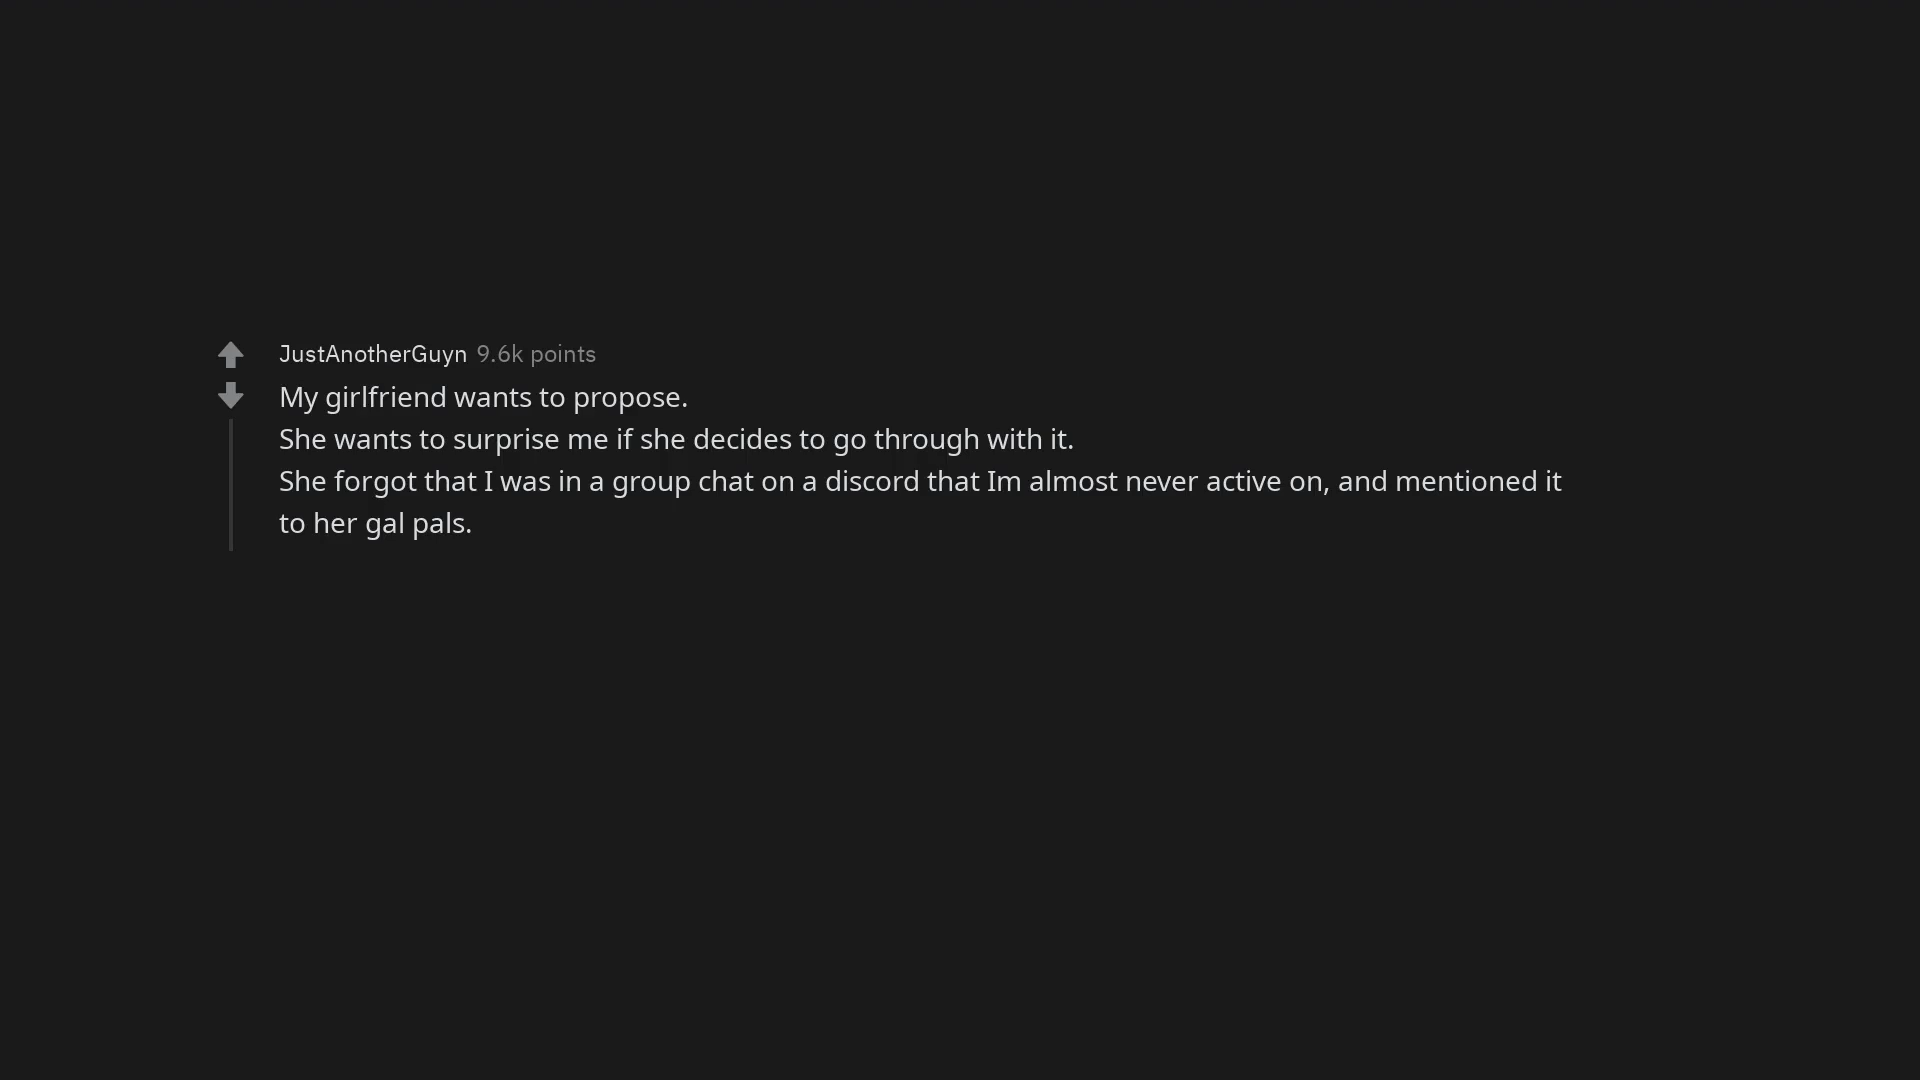 JustAnotherGuyn 9.6k points
My girlfriend wants to propose.
She wants to surprise me if she decides to go through with it.
She forgot that I was in a group chat on a discord that Im almost never active on, and mentioned it
to her gal pals.